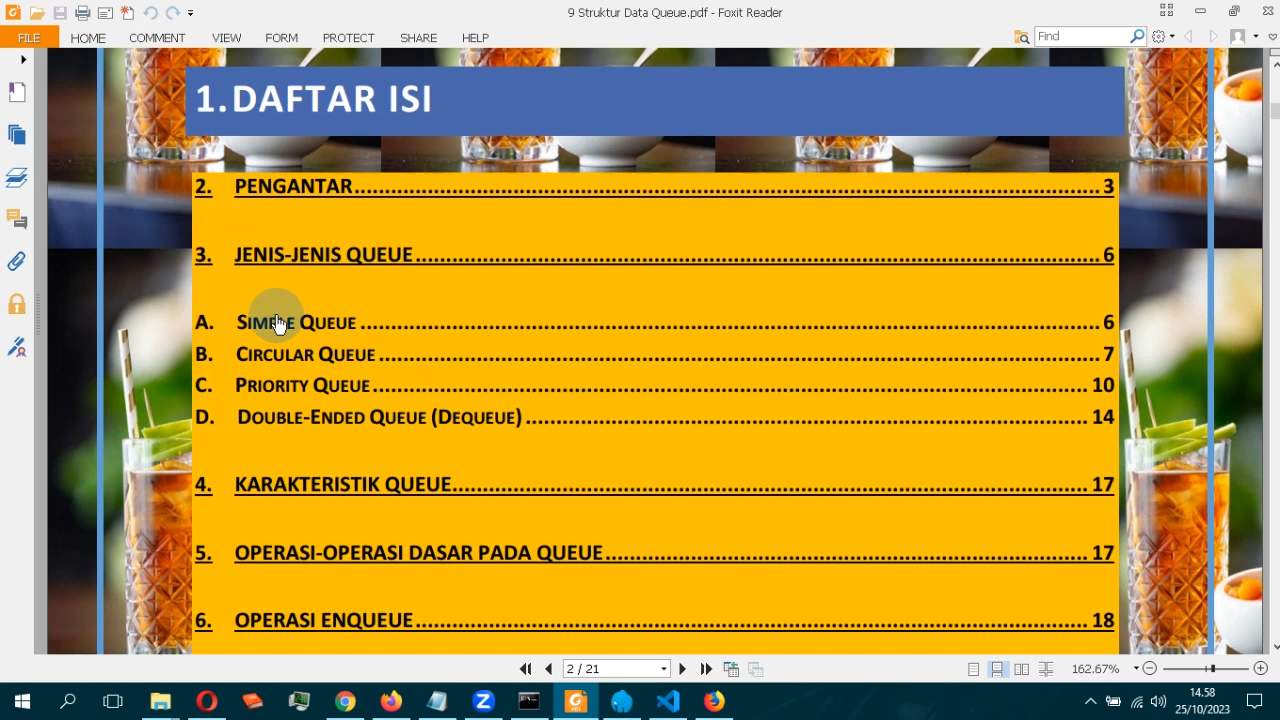 9 Struktur Data Queue.pdf - Foxit Reader
FILE HOME COMMENT VIEW FORM PROTECT SHARE HELP
Find
1.DAFTAR ISI
2. PENGANTAR 3
3. JENIS-JENIS QUEUE 6
A. SIMPLE QUEUE 6
B. CIRCULAR QUEUE 7
C. PRIORITY QUEUE 10
D. DOUBLE-ENDED QUEUE (DEQUEUE) 14
4. KARAKTERISTIK QUEUE 17
5. OPERASI-OPERASI DASAR PADA QUEUE 17
6. OPERASI ENQUEUE 18
2 / 21
162.67%
14.58
25/10/2023